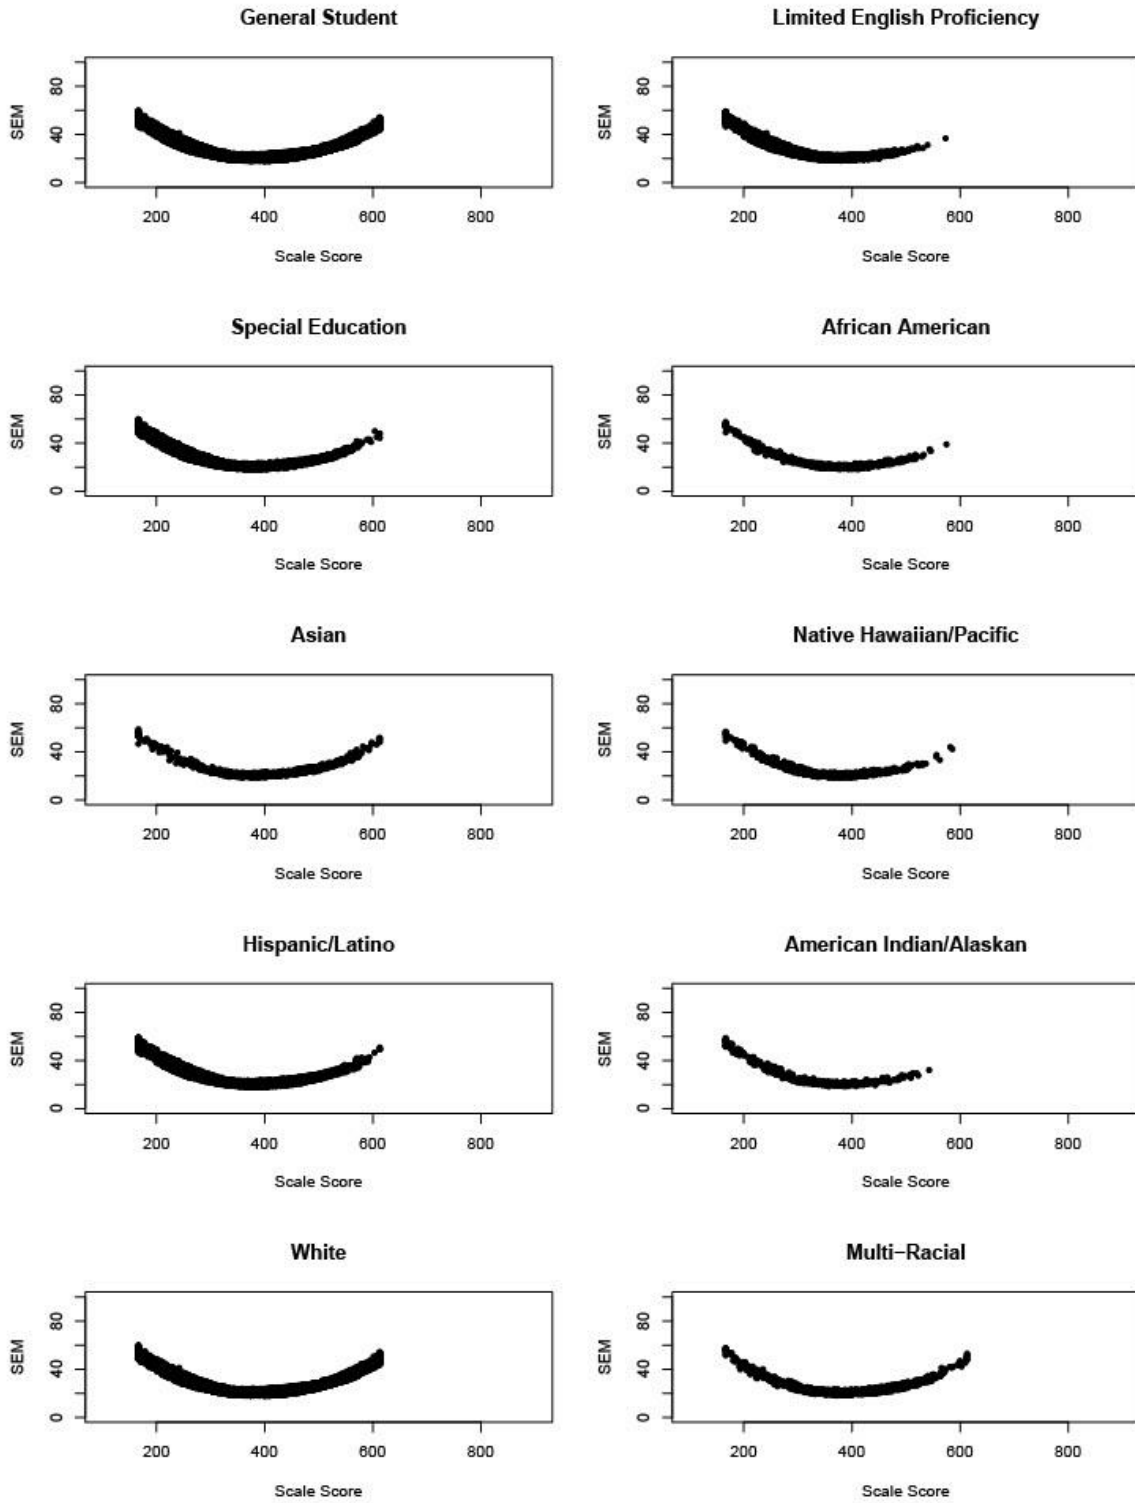 General Student
Limited English Proficiency
SEM
0 40 80
200 400 600 800
Scale Score
SEM
0 40 80
200 400 600 800
Scale Score
Special Education
African American
SEM
0 40 80
200 400 600 800
Scale Score
SEM
0 40 80
200 400 600 800
Scale Score
Asian
Native Hawaiian/Pacific
SEM
0 40 80
200 400 600 800
Scale Score
SEM
0 40 80
200 400 600 800
Scale Score
Hispanic/Latino
American Indian/Alaskan
SEM
0 40 80
200 400 600 800
Scale Score
SEM
0 40 80
200 400 600 800
Scale Score
White
Multi−Racial
SEM
0 40 80
200 400 600 800
Scale Score
SEM
0 40 80
200 400 600 800
Scale Score